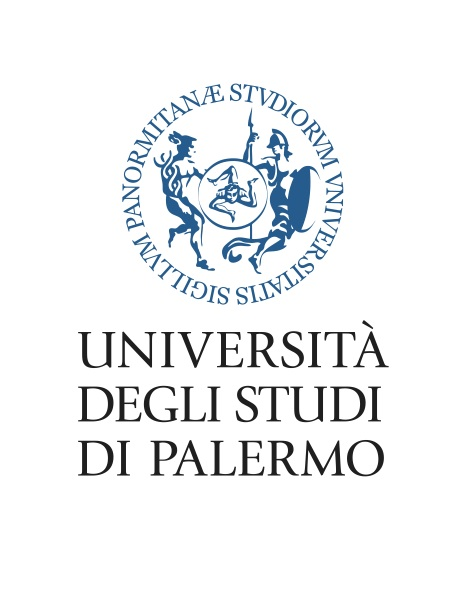 PANORMITANÆ STVDIORVM VNIVERSITATIS SIGILLVM
UNIVERSITÀ
DEGLI STUDI
DI PALERMO